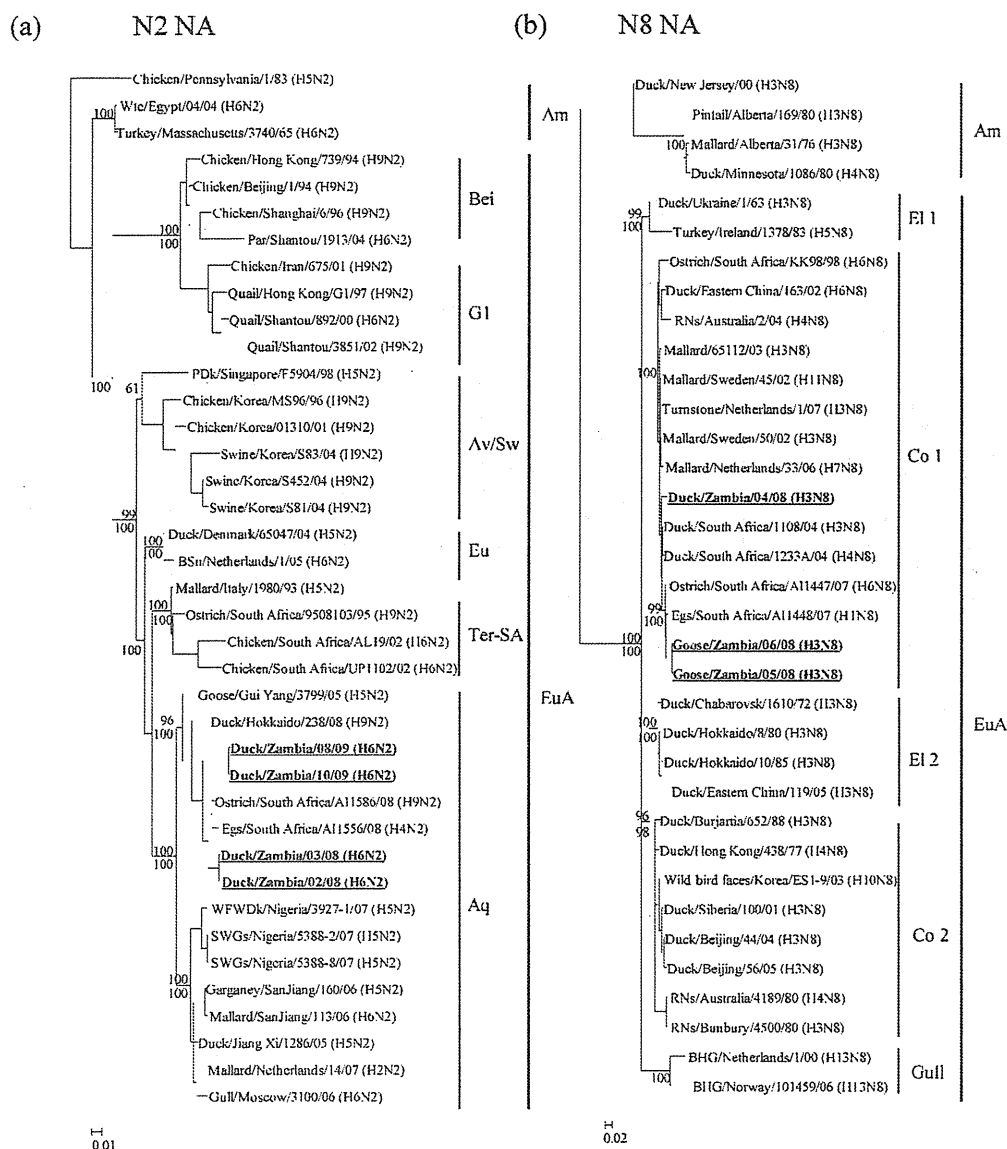 (a) N2 NA
Chicken/Pennsylvania/1/83 (H5N2)
100
Wtc/Egypt/04/04 (H6N2)
Turkey/Massachusetts/3740/65 (H6N2)
Am
Chicken/Hong Kong/739/94 (H9N2)
Chicken/Beijing/1/94 (H9N2)
Chicken/Shanghai/6/96 (H9N2)
Par/Shantou/1913/04 (H6N2)
Bei
100
100
Chicken/Iran/675/01 (H9N2)
Quail/Hong Kong/G1/97 (H9N2)
Quail/Shantou/892/00 (H6N2)
Quail/Shantou/3851/02 (H9N2)
G1
100
61
PDk/Singapore/F5904/98 (H5N2)
Chicken/Korea/MS96/96 (H9N2)
Chicken/Korea/01310/01 (H9N2)
Swine/Korea/S83/04 (H9N2)
Swine/Korea/S452/04 (H9N2)
Swine/Korea/S81/04 (H9N2)
Av/Sw
99
100
Duck/Denmark/65047/04 (H5N2)
BSn/Netherlands/1/05 (H6N2)
Eu
100
100
Mallard/Italy/1980/93 (H5N2)
Ostrich/South Africa/9508103/95 (H9N2)
Chicken/South Africa/AL19/02 (H6N2)
Chicken/South Africa/UP1102/02 (H6N2)
Ter-SA
100
100
100
Goose/Gui Yang/3799/05 (H5N2)
Duck/Hokkaido/238/08 (H9N2)
Duck/Zambia/08/09 (H6N2)
Duck/Zambia/10/09 (H6N2)
Ostrich/South Africa/AI1586/08 (H9N2)
Egs/South Africa/AI1556/08 (H4N2)
Duck/Zambia/03/08 (H6N2)
Duck/Zambia/02/08 (H6N2)
WFWDk/Nigeria/3927-1/07 (H5N2)
SWGs/Nigeria/5388-2/07 (H5N2)
SWGs/Nigeria/5388-8/07 (H5N2)
Garganey/SanJiang/160/06 (H5N2)
Mallard/SanJiang/113/06 (H6N2)
Duck/Jiang Xi/1286/05 (H5N2)
Mallard/Netherlands/14/07 (H2N2)
Gull/Moscow/3100/06 (H6N2)
Aq
96
100
100
100
100
100
EuA
0.01
(b) N8 NA
Duck/New Jersey/00 (H3N8)
Pintail/Alberta/169/80 (H3N8)
Mallard/Alberta/31/76 (H3N8)
Duck/Minnesota/1086/80 (H4N8)
100
Am
Duck/Ukraine/1/63 (H3N8)
Turkey/Ireland/1378/83 (H5N8)
99
100
El 1
Ostrich/South Africa/KK98/98 (H6N8)
Duck/Eastern China/163/02 (H6N8)
RNs/Australia/2/04 (H4N8)
Mallard/65112/03 (H3N8)
Mallard/Sweden/45/02 (H11N8)
Turnstone/Netherlands/1/07 (H3N8)
Mallard/Sweden/50/02 (H3N8)
Mallard/Netherlands/33/06 (H7N8)
Duck/Zambia/04/08 (H3N8)
Duck/South Africa/1108/04 (H3N8)
Duck/South Africa/1233A/04 (H4N8)
Ostrich/South Africa/AI1447/07 (H6N8)
Egs/South Africa/AI1448/07 (H1N8)
Goose/Zambia/06/08 (H3N8)
Goose/Zambia/05/08 (H3N8)
100
99
100
Co 1
100
100
Duck/Chabarovsk/1610/72 (H3N8)
Duck/Hokkaido/8/80 (H3N8)
Duck/Hokkaido/10/85 (H3N8)
Duck/Eastern China/119/05 (H3N8)
100
100
El 2
Duck/Burjatia/652/88 (H3N8)
Duck/Hong Kong/438/77 (H4N8)
Wild bird faces/Korea/ES1-9/03 (H10N8)
Duck/Siberia/100/01 (H3N8)
Duck/Beijing/44/04 (H3N8)
Duck/Beijing/56/05 (H3N8)
RNs/Australia/4189/80 (H4N8)
RNs/Bunbury/4500/80 (H3N8)
96
98
Co 2
BHG/Netherlands/1/00 (H13N8)
BHG/Norway/101459/06 (H13N8)
100
Gull
EuA
0.02